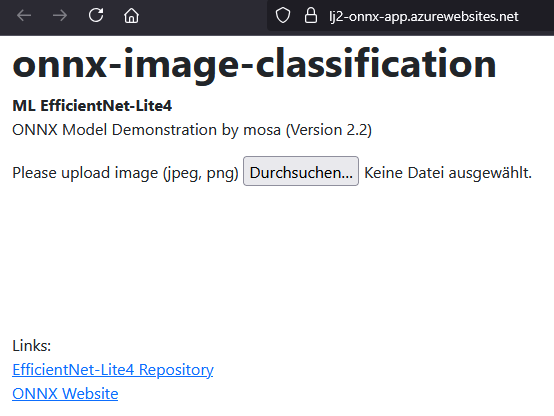 lj2-onnx-app.azurewebsites.net
onnx-image-classification
ML EfficientNet-Lite4
ONNX Model Demonstration by mosa (Version 2.2)
Please upload image (jpeg, png) Durchsuchen... Keine Datei ausgewählt.
Links:
EfficientNet-Lite4 Repository
ONNX Website